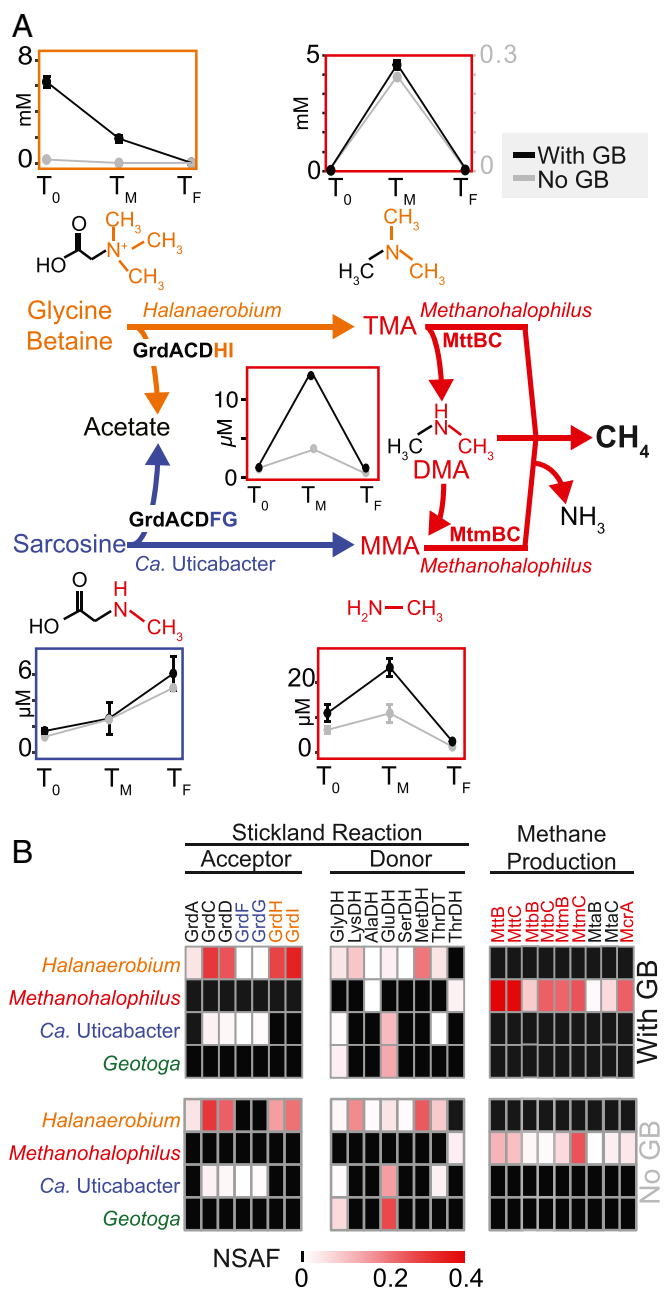 A
8
mM
0
T0 TM TF
5
mM
0
0.3
0
T0 TM TF
With GB
No GB
O
HO
N+
CH3
CH3
CH3
CH3
N
H3C
CH3
Glycine
Betaine
Halanaerobium
GrdACDHI
TMA
Methanohalophilus
MttBC
Acetate
10
µM
0
T0 TM TF
H
N
H3C
CH3
DMA
CH4
NH3
GrdACDFG
Sarcosine
Ca. Uticabacter
MMA
MtmBC
Methanohalophilus
O
HO
H
N
CH3
H2N
CH3
6
µM
0
T0 TM TF
20
µM
0
T0 TM TF
B
Stickland Reaction
Acceptor
Donor
Methane
Production
GrdA GrdC GrdD GrdF GrdG GrdH GrdI
GlyDH LysDH AlaDH GluDH SerDH MetDH ThrDT ThrDH
MttB MttC MtbB MtbC MtmB MtmC MtaB MtaC McrA
Halanaerobium
Methanohalophilus
Ca. Uticabacter
Geotoga
With GB
Halanaerobium
Methanohalophilus
Ca. Uticabacter
Geotoga
No GB
NSAF
0 0.2 0.4